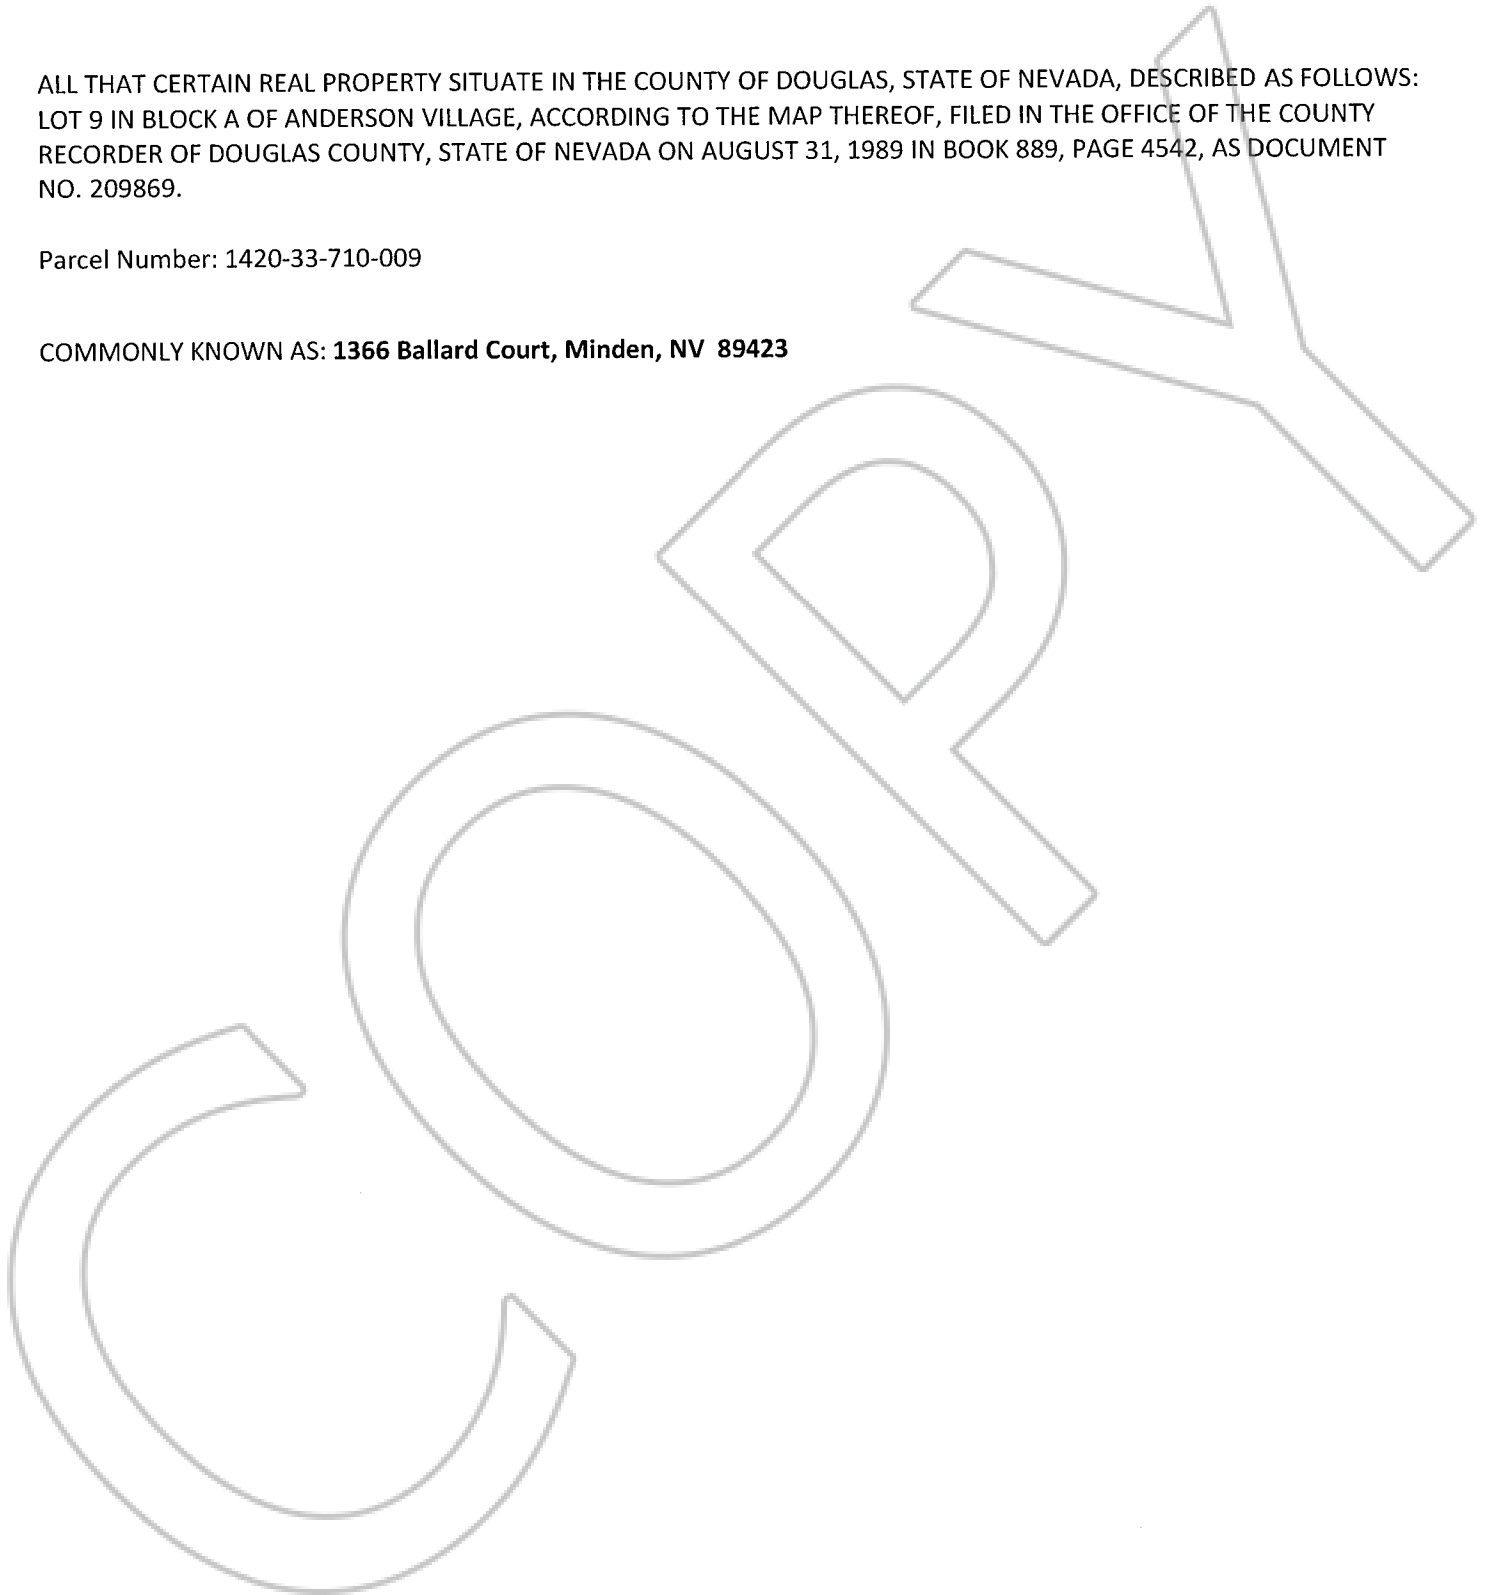 ALL THAT CERTAIN REAL PROPERTY SITUATE IN THE COUNTY OF DOUGLAS, STATE OF NEVADA, DESCRIBED AS FOLLOWS:
LOT 9 IN BLOCK A OF ANDERSON VILLAGE, ACCORDING TO THE MAP THEREOF, FILED IN THE OFFICE OF THE COUNTY
RECORDER OF DOUGLAS COUNTY, STATE OF NEVADA ON AUGUST 31, 1989 IN BOOK 889, PAGE 4542, AS DOCUMENT
NO. 209869.
Parcel Number: 1420-33-710-009
COMMONLY KNOWN AS: 1366 Ballard Court, Minden, NV 89423
COPY